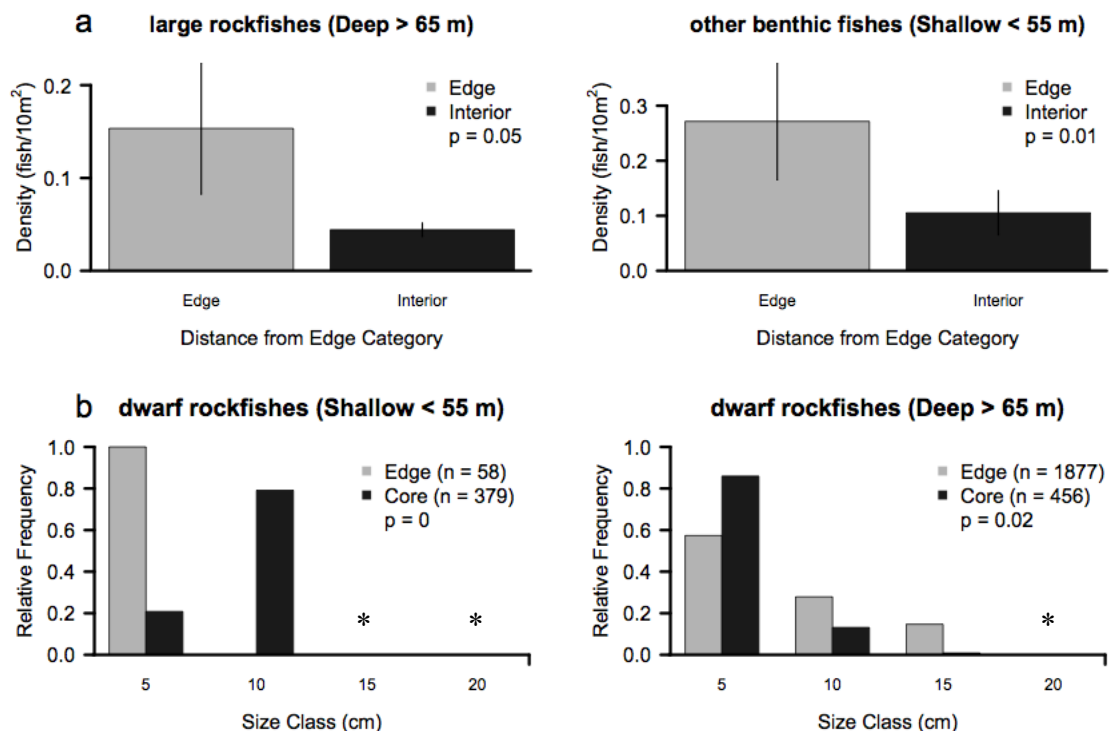 a
large rockfishes (Deep > 65 m)
Density (fish/10m²)
0.2
0.1
0.0
Edge
Interior
p = 0.05
Edge
Interior
Distance from Edge Category
other benthic fishes (Shallow < 55 m)
Density (fish/10m²)
0.3
0.2
0.1
0.0
Edge
Interior
p = 0.01
Edge
Interior
Distance from Edge Category
b
dwarf rockfishes (Shallow < 55 m)
Relative Frequency
1.0
0.8
0.6
0.4
0.2
0.0
Edge (n = 58)
Core (n = 379)
p = 0
*
*
5
10
15
20
Size Class (cm)
dwarf rockfishes (Deep > 65 m)
Relative Frequency
1.0
0.8
0.6
0.4
0.2
0.0
Edge (n = 1877)
Core (n = 456)
p = 0.02
*
5
10
15
20
Size Class (cm)